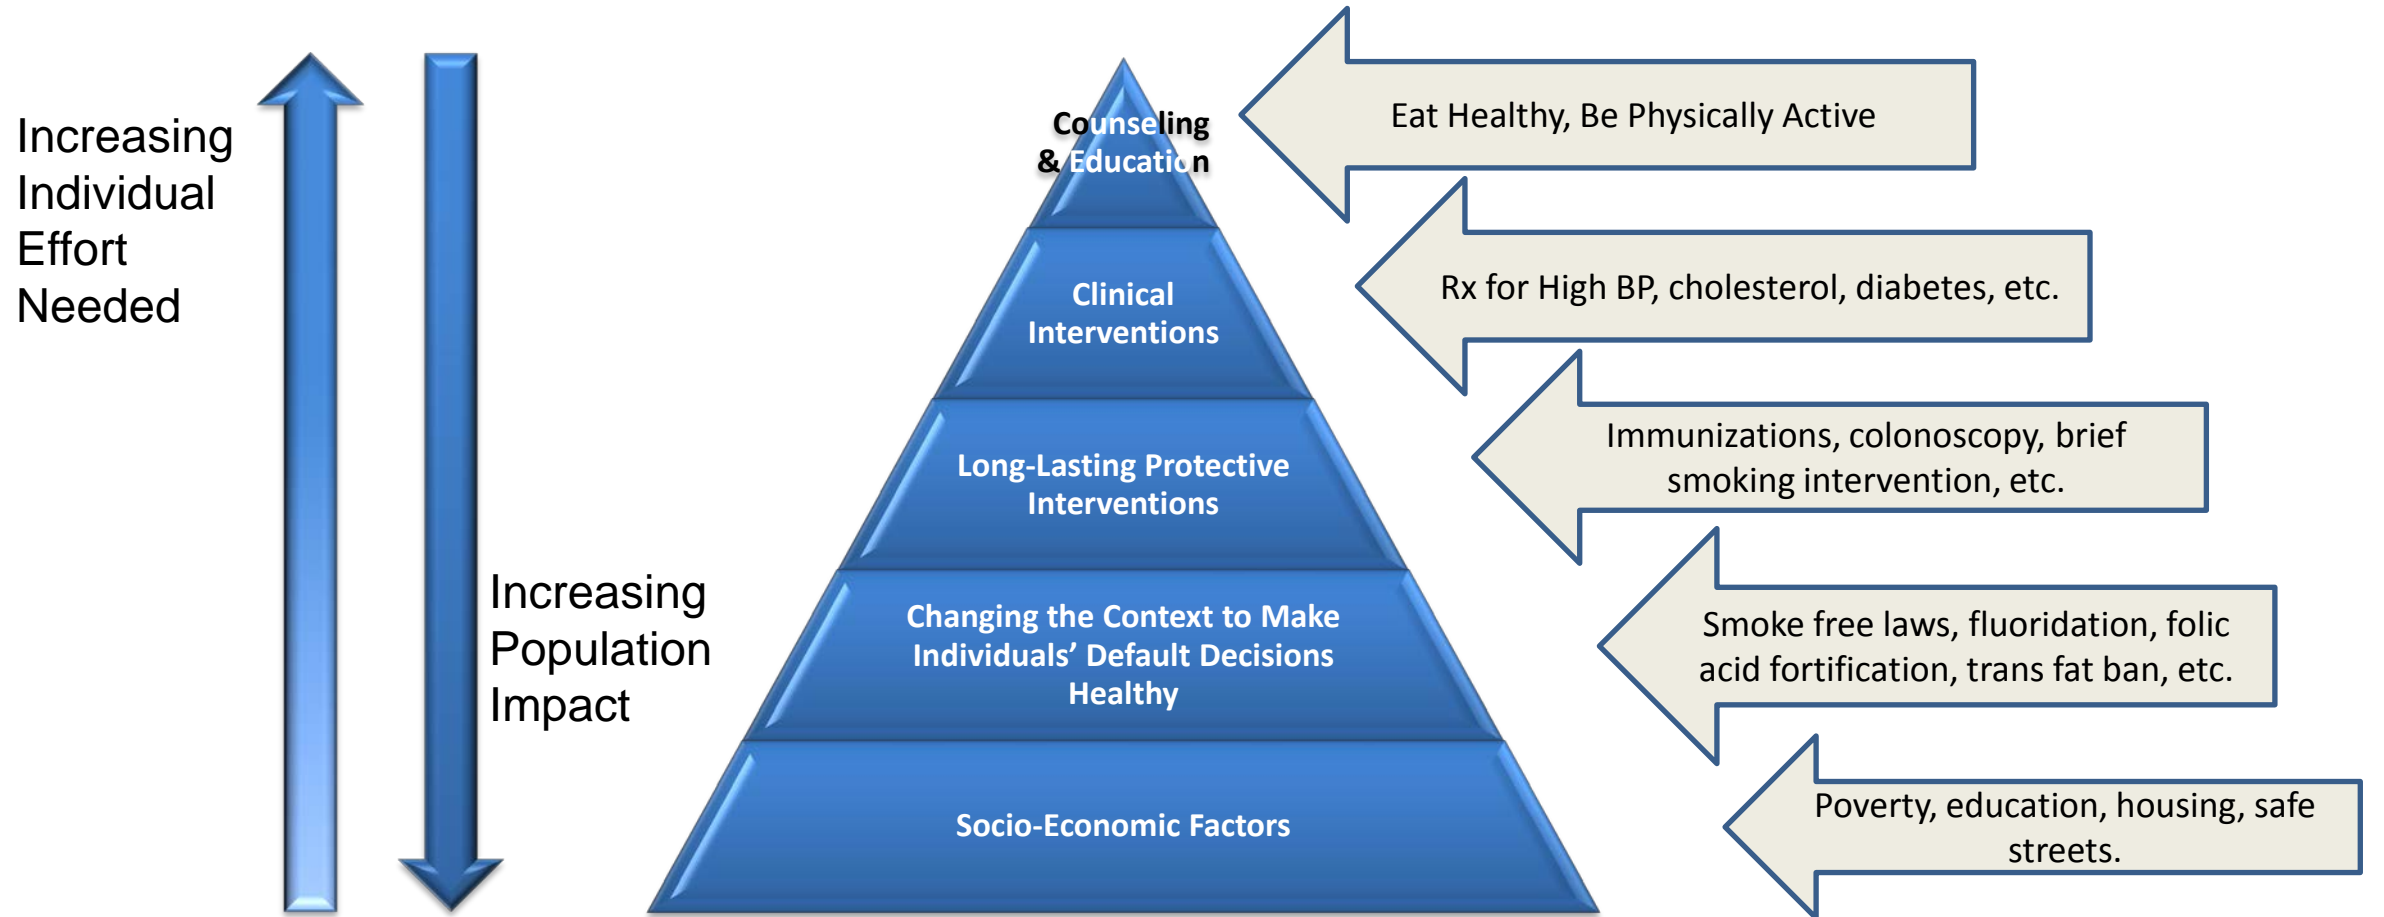 Increasing
Individual
Effort
Needed
Increasing
Population
Impact
Counseling
& Education
Clinical
Interventions
Long-Lasting Protective
Interventions
Changing the Context to Make
Individuals’ Default Decisions
Healthy
Socio-Economic Factors
Eat Healthy, Be Physically Active
Rx for High BP, cholesterol, diabetes, etc.
Immunizations, colonoscopy, brief
smoking intervention, etc.
Smoke free laws, fluoridation, folic
acid fortification, trans fat ban, etc.
Poverty, education, housing, safe
streets.